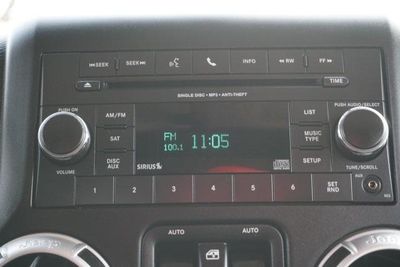 SEEK SEEK INFO RW FF
TIME
SINGLE DISC • MP3 • ANTI-THEFT
PUSH ON PUSH AUDIO/SELECT
AM/FM LIST
SAT MUSIC TYPE
DISC AUX SETUP
FM
100.1 11:05
SIRIUS
VOLUME TUNE/SCROLL
1 2 3 4 5 6 SET RND
AUX
AUTO AUTO
Jeep